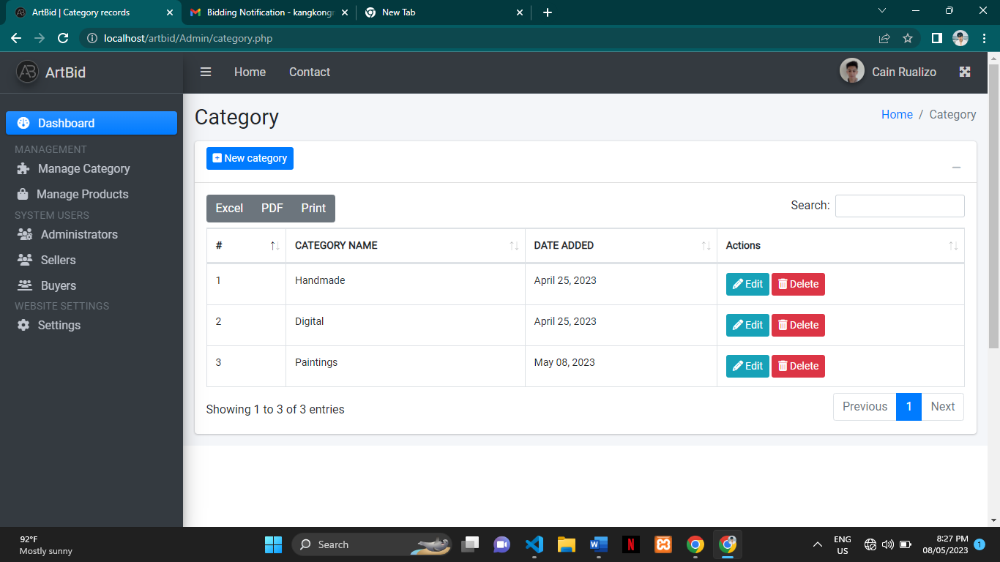 ArtBid | Category records
Bidding Notification - kangkongr
New Tab
localhost/artbid/Admin/category.php
ArtBid
Home
Contact
Cain Rualizo
Dashboard
MANAGEMENT
Manage Category
Manage Products
SYSTEM USERS
Administrators
Sellers
Buyers
WEBSITE SETTINGS
Settings
Category
Home / Category
New category
Excel PDF Print
Search:
# CATEGORY NAME DATE ADDED Actions
1 Handmade April 25, 2023 Edit Delete
2 Digital April 25, 2023 Edit Delete
3 Paintings May 08, 2023 Edit Delete
Showing 1 to 3 of 3 entries
Previous 1 Next
92°F
Mostly sunny
Search
ENG
US
8:27 PM
08/05/2023
1